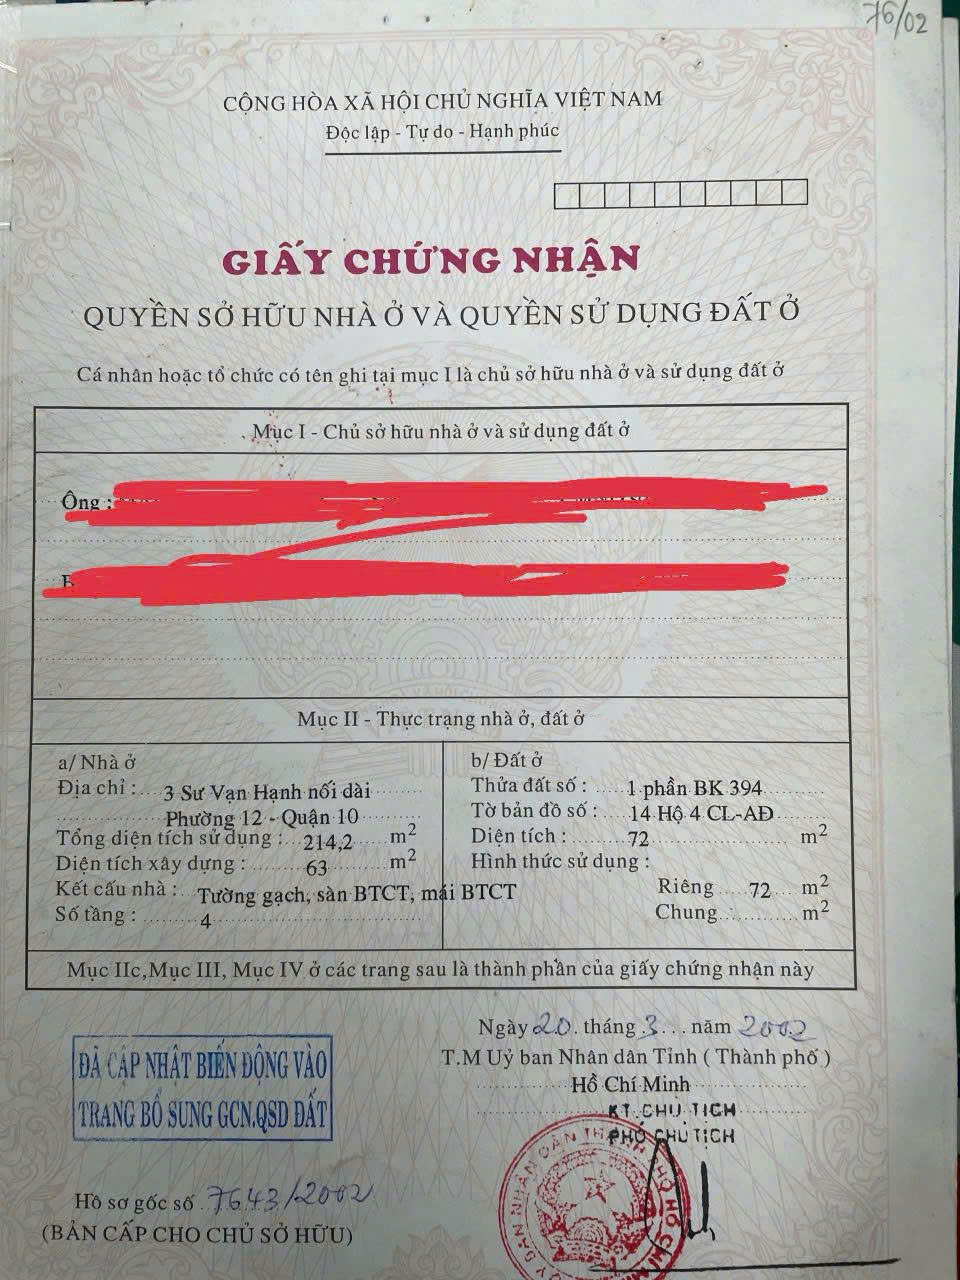 76/02
CỘNG HÒA XÃ HỘI CHỦ NGHĨA VIỆT NAM
Độc lập - Tự do - Hạnh phúc
GIẤY CHỨNG NHẬN
QUYỀN SỞ HỮU NHÀ Ở VÀ QUYỀN SỬ DỤNG ĐẤT Ở
Cá nhân hoặc tổ chức có tên ghi tại mục I là chủ sở hữu nhà ở và sử dụng đất ở
Mục I - Chủ sở hữu nhà ở và sử dụng đất ở
Ông :
Mục II - Thực trạng nhà ở, đất ở
a/ Nhà ở
Địa chỉ : 3 Sư Vạn Hạnh nối dài
Phường 12 - Quận 10
Tổng diện tích sử dụng : 214,2 m2
Diện tích xây dựng : 63 m2
Kết cấu nhà : Tường gạch, sàn BTCT, mái BTCT
Số tầng : 4
b/ Đất ở
Thửa đất số : 1 phần BK 394
Tờ bản đồ số : 14 Hộ 4 CL-AĐ
Diện tích : 72 m2
Hình thức sử dụng :
Riêng 72 m2
Chung m2
Mục IIc, Mục III, Mục IV ở các trang sau là thành phần của giấy chứng nhận này
Ngày 20 tháng 3 năm 2002
T.M Uỷ ban Nhân dân Tỉnh ( Thành phố )
Hồ Chí Minh
KT. CHỦ TỊCH
PHÓ CHỦ TỊCH
ĐÃ CẬP NHẬT BIẾN ĐỘNG VÀO
TRANG BỔ SUNG GCN.QSD ĐẤT
Hồ sơ gốc số 7643/2002
(BẢN CẤP CHO CHỦ SỞ HỮU)
ỦY BAN NHÂN DÂN THÀNH PHỐ HỒ CHÍ MINH